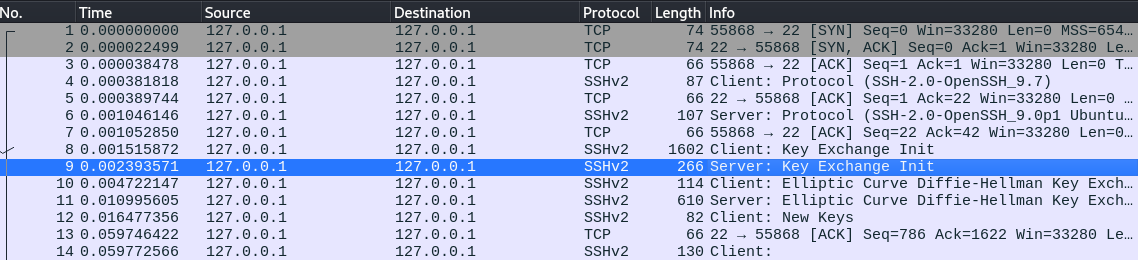 No. Time Source Destination Protocol Length Info
1 0.000000000 127.0.0.1 127.0.0.1 TCP 74 55868 → 22 [SYN] Seq=0 Win=33280 Len=0 MSS=654…
2 0.000022499 127.0.0.1 127.0.0.1 TCP 74 22 → 55868 [SYN, ACK] Seq=0 Ack=1 Win=33280 Le…
3 0.000038478 127.0.0.1 127.0.0.1 TCP 66 55868 → 22 [ACK] Seq=1 Ack=1 Win=33280 Len=0 T…
4 0.000381818 127.0.0.1 127.0.0.1 SSHv2 87 Client: Protocol (SSH-2.0-OpenSSH_9.7)
5 0.000389744 127.0.0.1 127.0.0.1 TCP 66 22 → 55868 [ACK] Seq=1 Ack=22 Win=33280 Len=0 …
6 0.001046146 127.0.0.1 127.0.0.1 SSHv2 107 Server: Protocol (SSH-2.0-OpenSSH_9.0p1 Ubuntu…
7 0.001052850 127.0.0.1 127.0.0.1 TCP 66 55868 → 22 [ACK] Seq=22 Ack=42 Win=33280 Len=0…
8 0.001515872 127.0.0.1 127.0.0.1 SSHv2 1602 Client: Key Exchange Init
9 0.002393571 127.0.0.1 127.0.0.1 SSHv2 266 Server: Key Exchange Init
10 0.004722147 127.0.0.1 127.0.0.1 SSHv2 114 Client: Elliptic Curve Diffie-Hellman Key Exch…
11 0.010995605 127.0.0.1 127.0.0.1 SSHv2 610 Server: Elliptic Curve Diffie-Hellman Key Exch…
12 0.016477356 127.0.0.1 127.0.0.1 SSHv2 82 Client: New Keys
13 0.059746422 127.0.0.1 127.0.0.1 TCP 66 22 → 55868 [ACK] Seq=786 Ack=1622 Win=33280 Le…
14 0.059772566 127.0.0.1 127.0.0.1 SSHv2 130 Client: